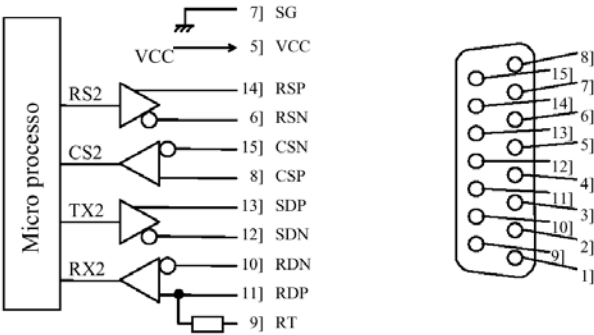 7] SG
VCC 5] VCC
RS2 14] RSP
6] RSN
CS2 15] CSN
8] CSP
TX2 13] SDP
12] SDN
RX2 10] RDN
11] RDP
9] RT
Micro processo
8]
15]
7]
14]
6]
13]
5]
12]
4]
11]
3]
10]
2]
9]
1]